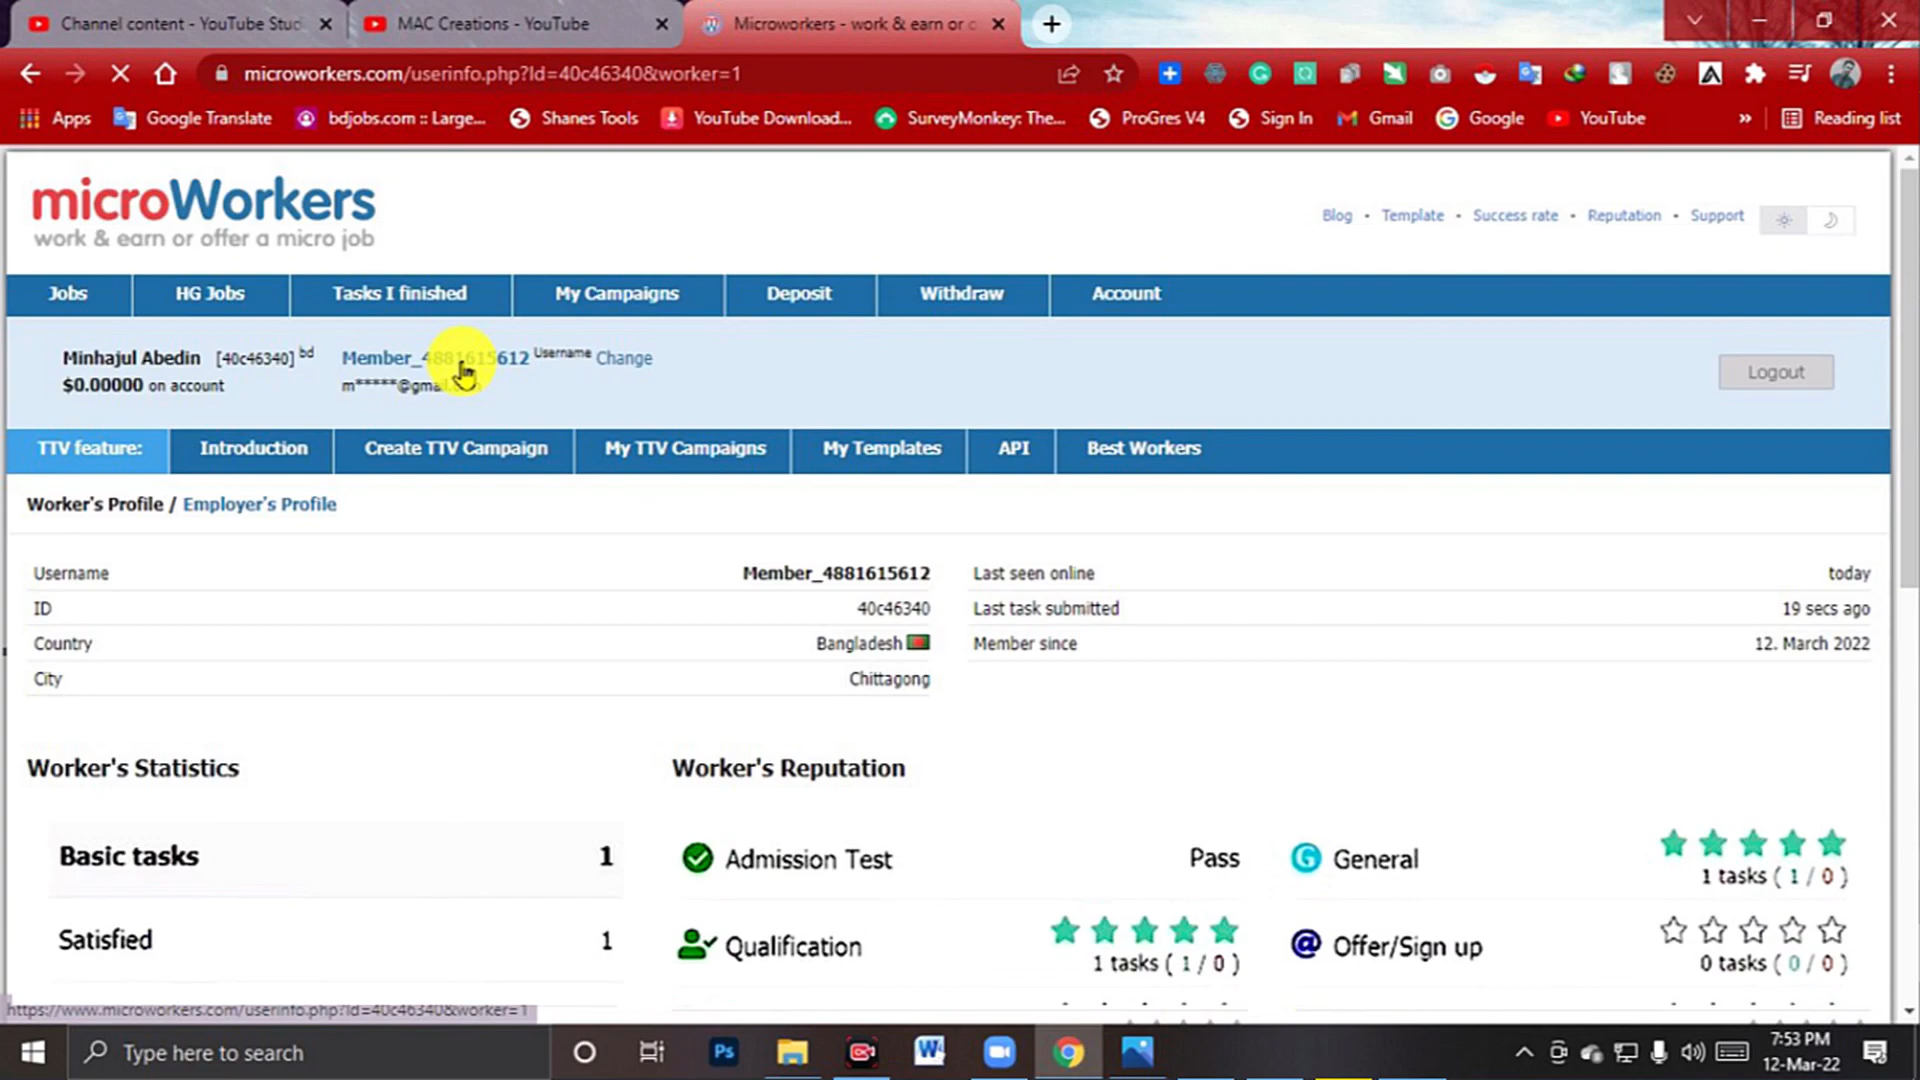 Channel content - YouTube Stud
MAC Creations - YouTube
Microworkers - work & earn or o
microworkers.com/userinfo.php?Id=40c46340&worker=1
Apps
Google Translate
bdjobs.com :: Large...
Shanes Tools
YouTube Download...
SurveyMonkey: The...
ProGres V4
Sign In
Gmail
Google
YouTube
»
Reading list
microWorkers
work & earn or offer a micro job
Blog • Template • Success rate • Reputation • Support
Jobs
HG Jobs
Tasks I finished
My Campaigns
Deposit
Withdraw
Account
Minhajul Abedin [40c46340] bd
Member_4881615612 Username Change
$0.00000 on account
m*****@gmail.com
Logout
TTV feature:
Introduction
Create TTV Campaign
My TTV Campaigns
My Templates
API
Best Workers
Worker's Profile / Employer's Profile
Username Member_4881615612
ID 40c46340
Country Bangladesh
City Chittagong
Last seen online today
Last task submitted 19 secs ago
Member since 12. March 2022
Worker's Statistics
Basic tasks 1
Satisfied 1
Worker's Reputation
Admission Test Pass
General
1 tasks ( 1 / 0 )
Qualification
1 tasks ( 1 / 0 )
Offer/Sign up
0 tasks ( 0 / 0 )
https://www.microworkers.com/userinfo.php?Id=40c46340&worker=1
Type here to search
Ps
7:53 PM
12-Mar-22